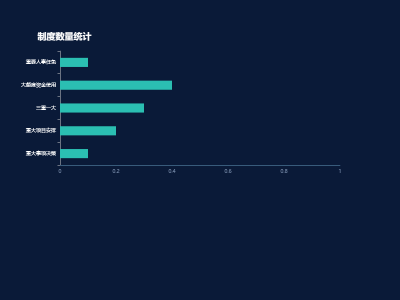 制度数量统计
重要人事任免
大额度资金使用
三重一大
重大项目安排
重大事项决策
0
0.2
0.4
0.6
0.8
1